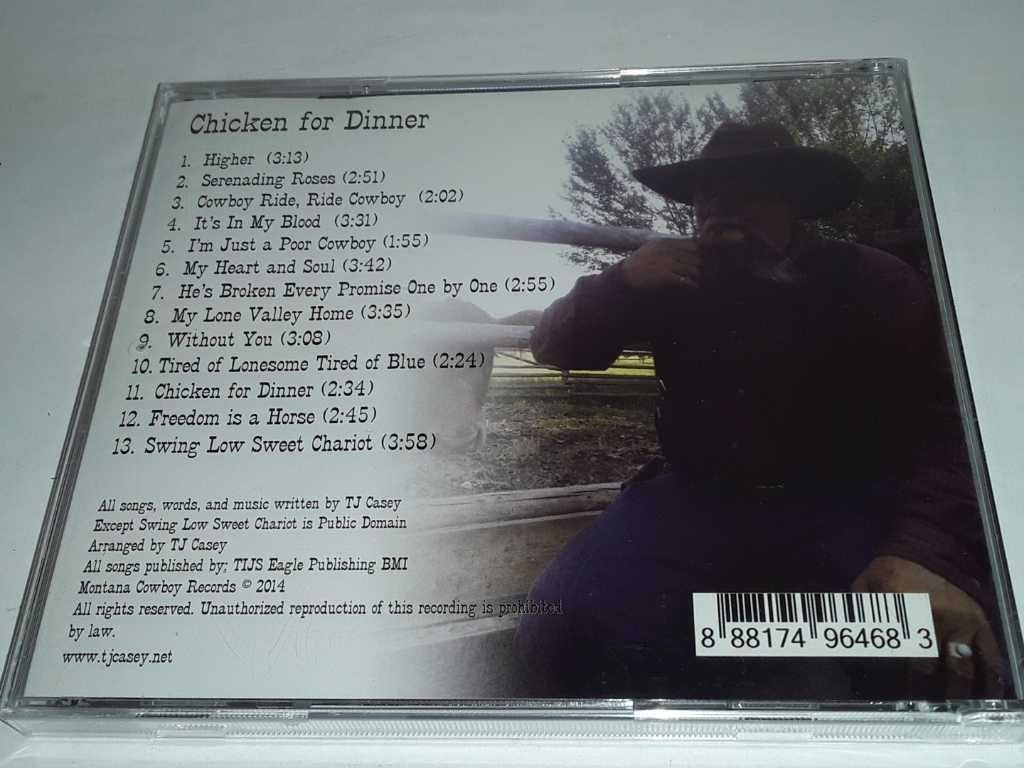 Chicken for Dinner
1. Higher (3:13)
2. Serenading Roses (2:51)
3. Cowboy Ride, Ride Cowboy (2:02)
4. It's In My Blood (3:31)
5. I'm Just a Poor Cowboy (1:55)
6. My Heart and Soul (3:42)
7. He's Broken Every Promise One by One (2:55)
8. My Lone Valley Home (3:35)
9. Without You (3:08)
10. Tired of Lonesome Tired of Blue (2:24)
11. Chicken for Dinner (2:34)
12. Freedom is a Horse (2:45)
13. Swing Low Sweet Chariot (3:58)
All songs, words, and music written by TJ Casey
Except Swing Low Sweet Chariot is Public Domain
Arranged by TJ Casey
All songs published by; TIJS Eagle Publishing BMI
Montana Cowboy Records © 2014
All rights reserved. Unauthorized reproduction of this recording is prohibited
by law.
www.tjcasey.net
8 88174 96468 3